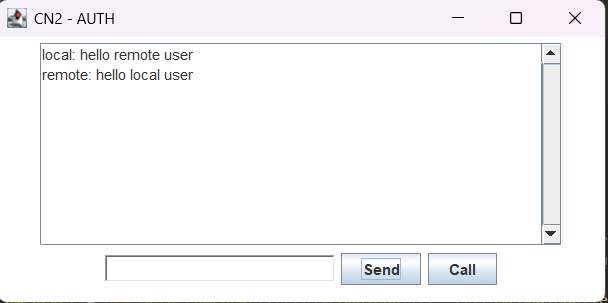 CN2 - AUTH
local: hello remote user
remote: hello local user
Send
Call